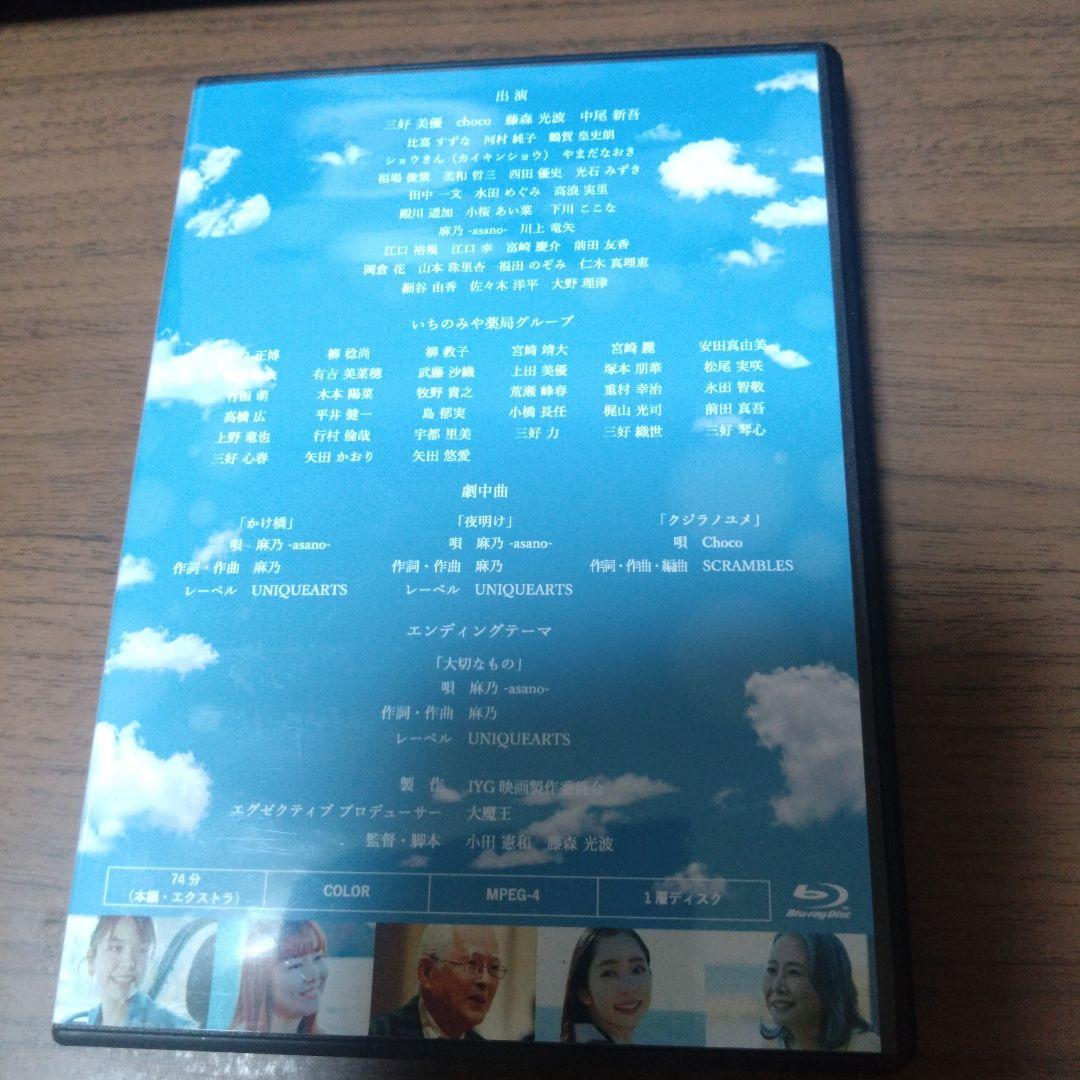 出演
三好 美優 choco 藤森 光波 中尾 新吾
比嘉 すずな 河村 純子 鶴賀 皇史朗
ショウきん（カイキンショウ） やまだなおき
福場 俊策 美和 哲三 西田 優史 光石 みずき
田中 一文 水田 めぐみ 高浪 実里
殿川 遥加 小桜 あい菜 下川 ここな
麻乃 -asano- 川上 竜矢
江口 裕規 江口 幸 富崎 慶介 前田 友香
岡倉 花 山本 珠里杏 福田 のぞみ 仁木 真理恵
細谷 由香 佐々木 洋平 大野 理津
いちのみや薬局グループ
正博 柳 稔尚 柳 教子 宮崎 靖大 宮崎 麗 安田真由美
有吉 美菜穂 武藤 沙織 上田 美優 塚本 朋華 松尾 実咲
萌 木本 陽菜 牧野 貴之 荒瀬 峰春 重村 幸治 永田 智敬
高橋 広 平井 健一 島 郁実 小橋 長任 梶山 光司 前田 真吾
上野 竜也 行村 倫哉 宇都 里美 三好 力 三好 織世 三好 琴心
三好 心春 矢田 かおり 矢田 悠愛
劇中曲
「かけ橋」 「夜明け」 「クジラノユメ」
唄 麻乃 -asano- 唄 麻乃 -asano- 唄 Choco
作詞・作曲 麻乃 作詞・作曲 麻乃 作詞・作曲・編曲 SCRAMBLES
レーベル UNIQUEARTS レーベル UNIQUEARTS
エンディングテーマ
「大切なもの」
唄 麻乃 -asano-
作詞・作曲 麻乃
レーベル UNIQUEARTS
製作 IYG 映画製作委員会
エグゼクティブ プロデューサー 大魔王
監督・脚本 小田 憲和 藤森 光波
74分
（本編・エクストラ） COLOR MPEG-4 1層ディスク
Blu-ray Disc